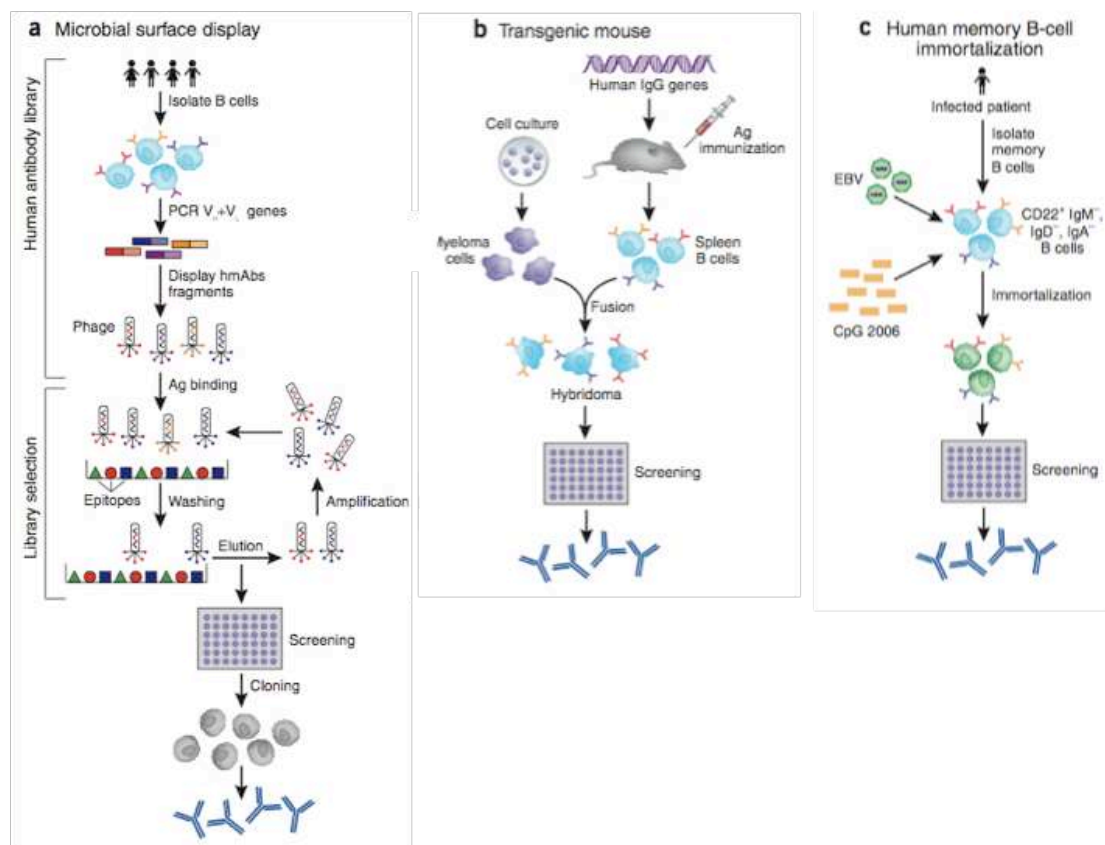 a Microbial surface display
Human antibody library
Isolate B cells
PCR V +V genes
Display hmAbs
fragments
Phage
Library selection
Ag binding
Epitopes
Washing
Amplification
Elution
Screening
Cloning
b Transgenic mouse
Human IgG genes
Cell culture
Ag
immunization
Myeloma
cells
Spleen
B cells
Fusion
Hybridoma
Screening
c Human memory B-cell
immortalization
Infected patient
Isolate
memory
B cells
EBV
CD22⁺ IgM⁻,
IgD⁻, IgA⁻
B cells
CpG 2006
Immortalization
Screening